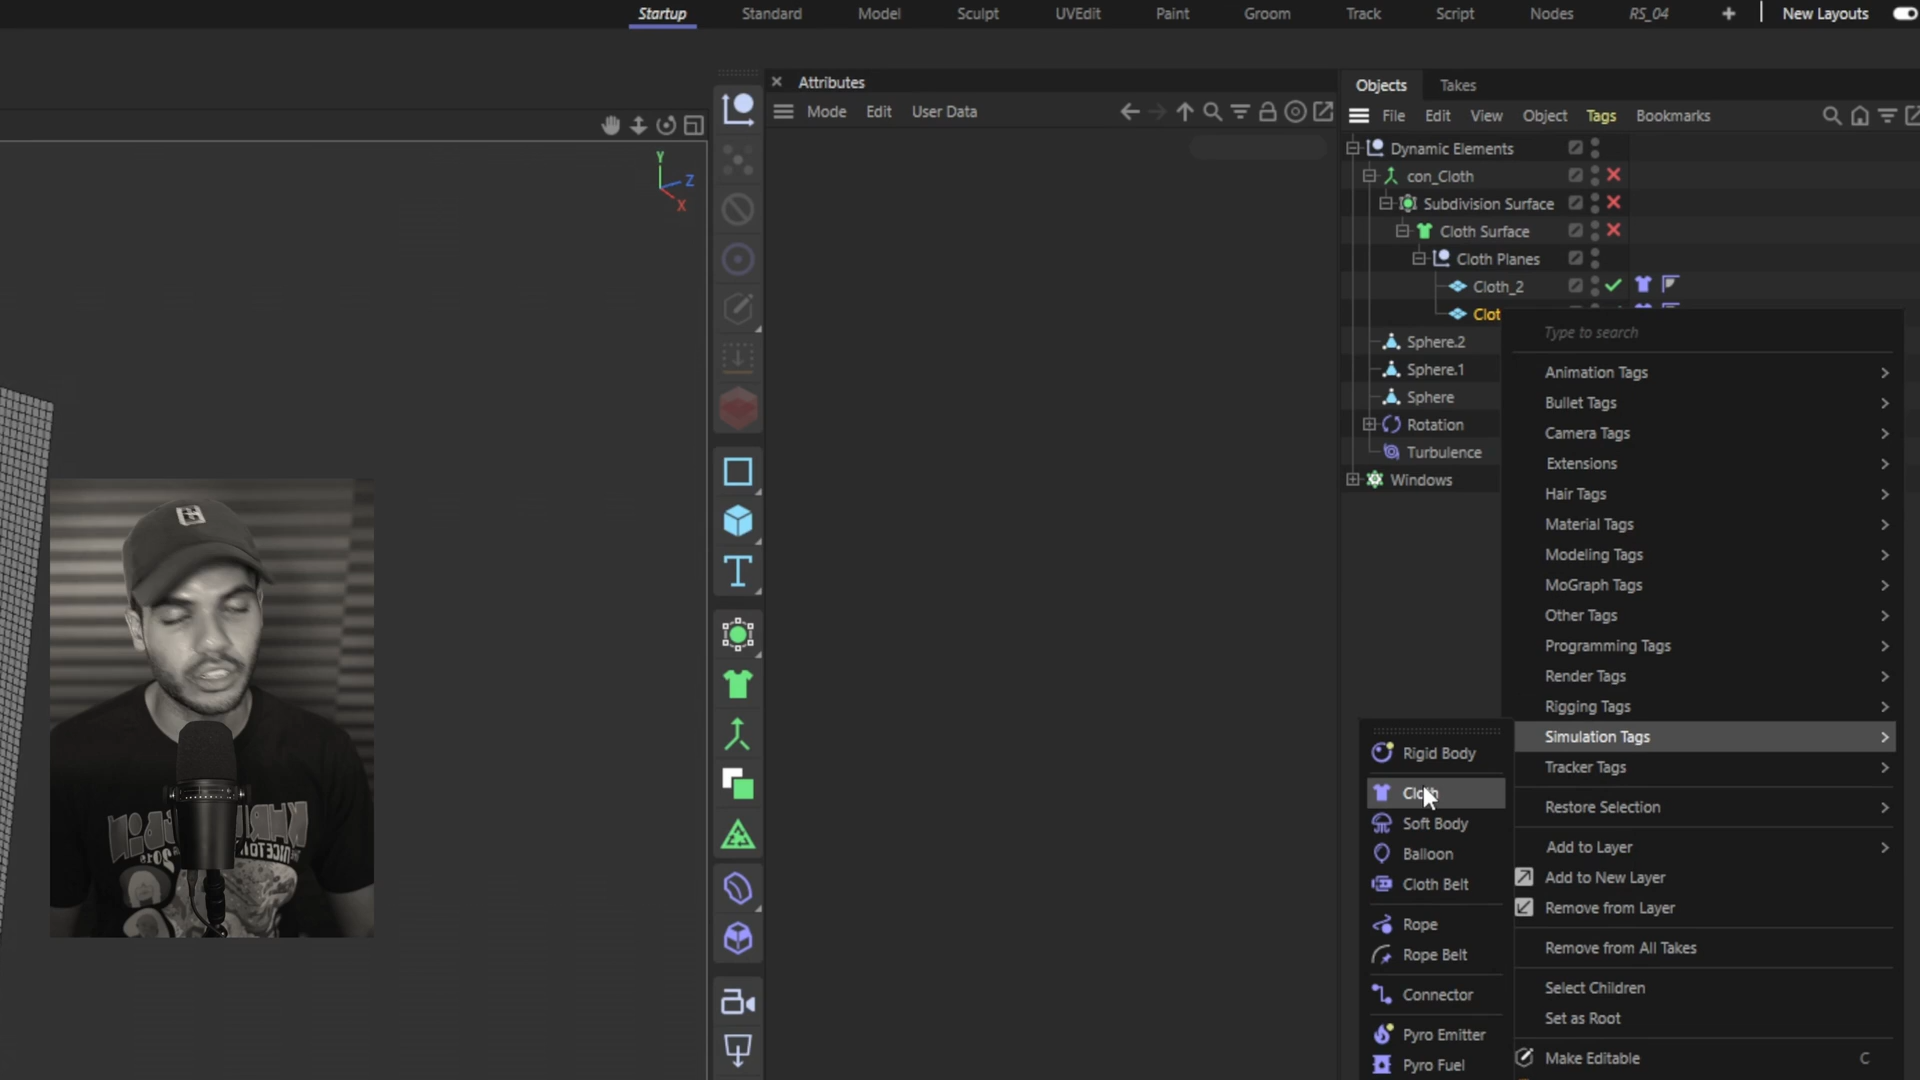 Startup Standard Model Sculpt UVEdit Paint Groom Track Script Nodes RS_04 + New Layouts
Attributes
Mode Edit User Data
Y
Z
X
Objects Takes
File Edit View Object Tags Bookmarks
Dynamic Elements
con_Cloth
Subdivision Surface
Cloth Surface
Cloth Planes
Cloth_2
Clot
Sphere.2
Sphere.1
Sphere
Rotation
Turbulence
Windows
Type to search
Animation Tags
Bullet Tags
Camera Tags
Extensions
Hair Tags
Material Tags
Modeling Tags
MoGraph Tags
Other Tags
Programming Tags
Render Tags
Rigging Tags
Simulation Tags
Tracker Tags
Restore Selection
Add to Layer
Add to New Layer
Remove from Layer
Remove from All Takes
Select Children
Set as Root
Make Editable C
Rigid Body
Cloth
Soft Body
Balloon
Cloth Belt
Rope
Rope Belt
Connector
Pyro Emitter
Pyro Fuel